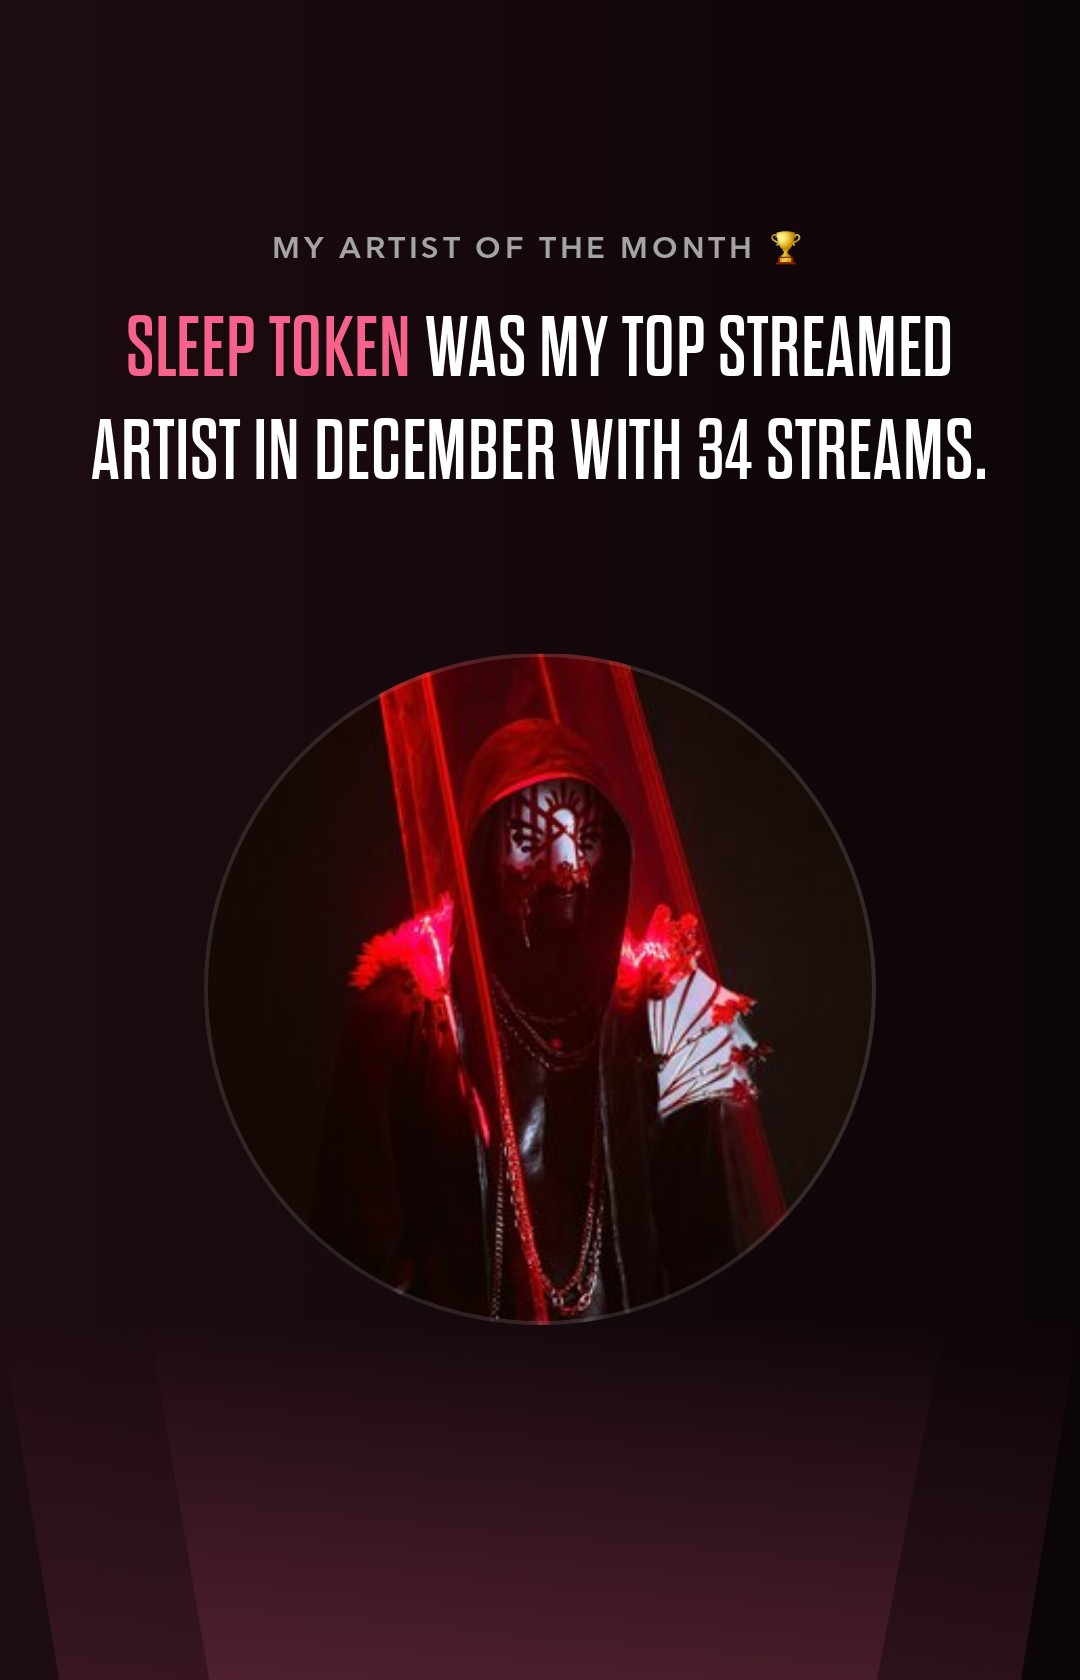 MY ARTIST OF THE MONTH 🏆
SLEEP TOKEN WAS MY TOP STREAMED
ARTIST IN DECEMBER WITH 34 STREAMS.